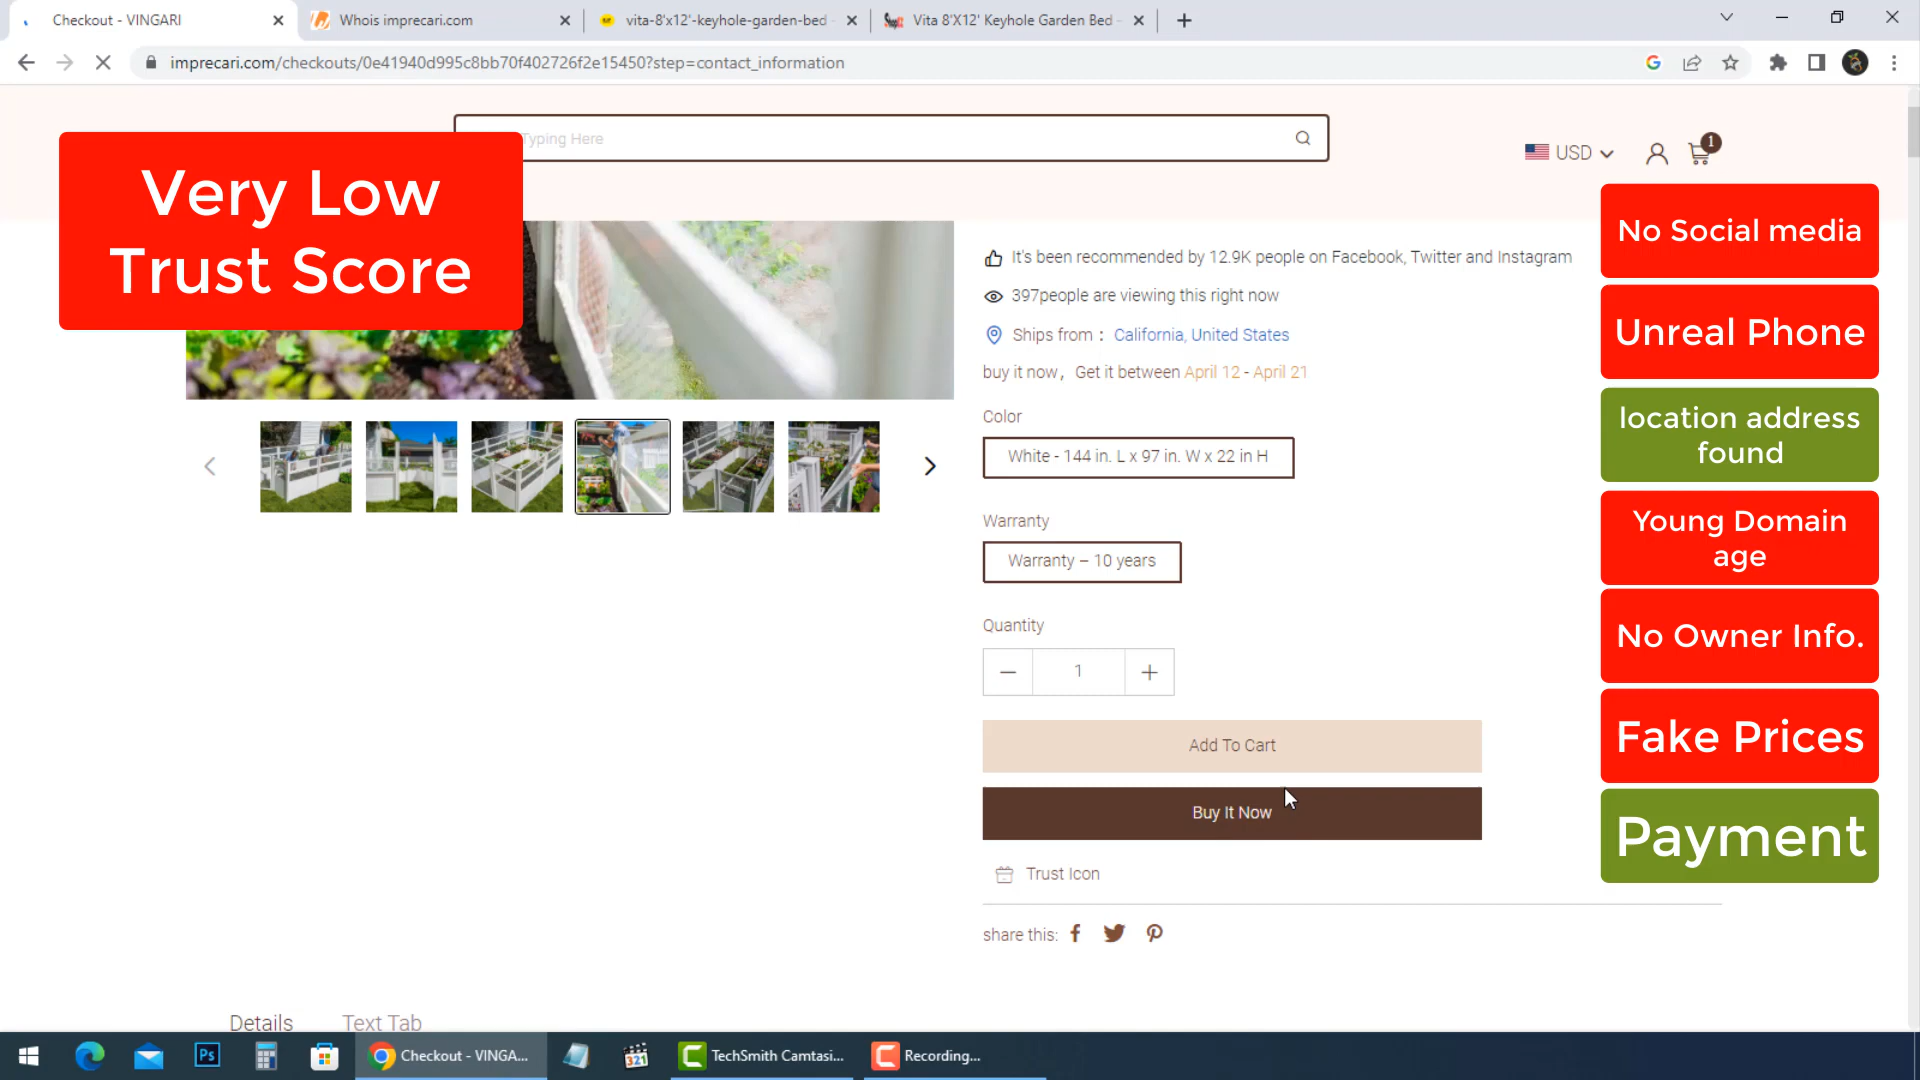 Checkout - VINGARI
Whois imprecari.com
vita-8'x12'-keyhole-garden-bed -
Vita 8'X12' Keyhole Garden Bed -
imprecari.com/checkouts/0e41940d995c8bb70f402726f2e15450?step=contact_information
Typing Here
USD
1
Very Low
Trust Score
No Social media
Unreal Phone
location address
found
Young Domain
age
No Owner Info.
Fake Prices
Payment
It's been recommended by 12.9K people on Facebook, Twitter and Instagram
397people are viewing this right now
Ships from : California, United States
buy it now, Get it between April 12 - April 21
Color
White - 144 in. L x 97 in. W x 22 in H
Warranty
Warranty – 10 years
Quantity
1
Add To Cart
Buy It Now
Trust Icon
share this:
Details
Text Tab
Ps
Checkout - VINGA...
321
TechSmith Camtasi...
Recording...